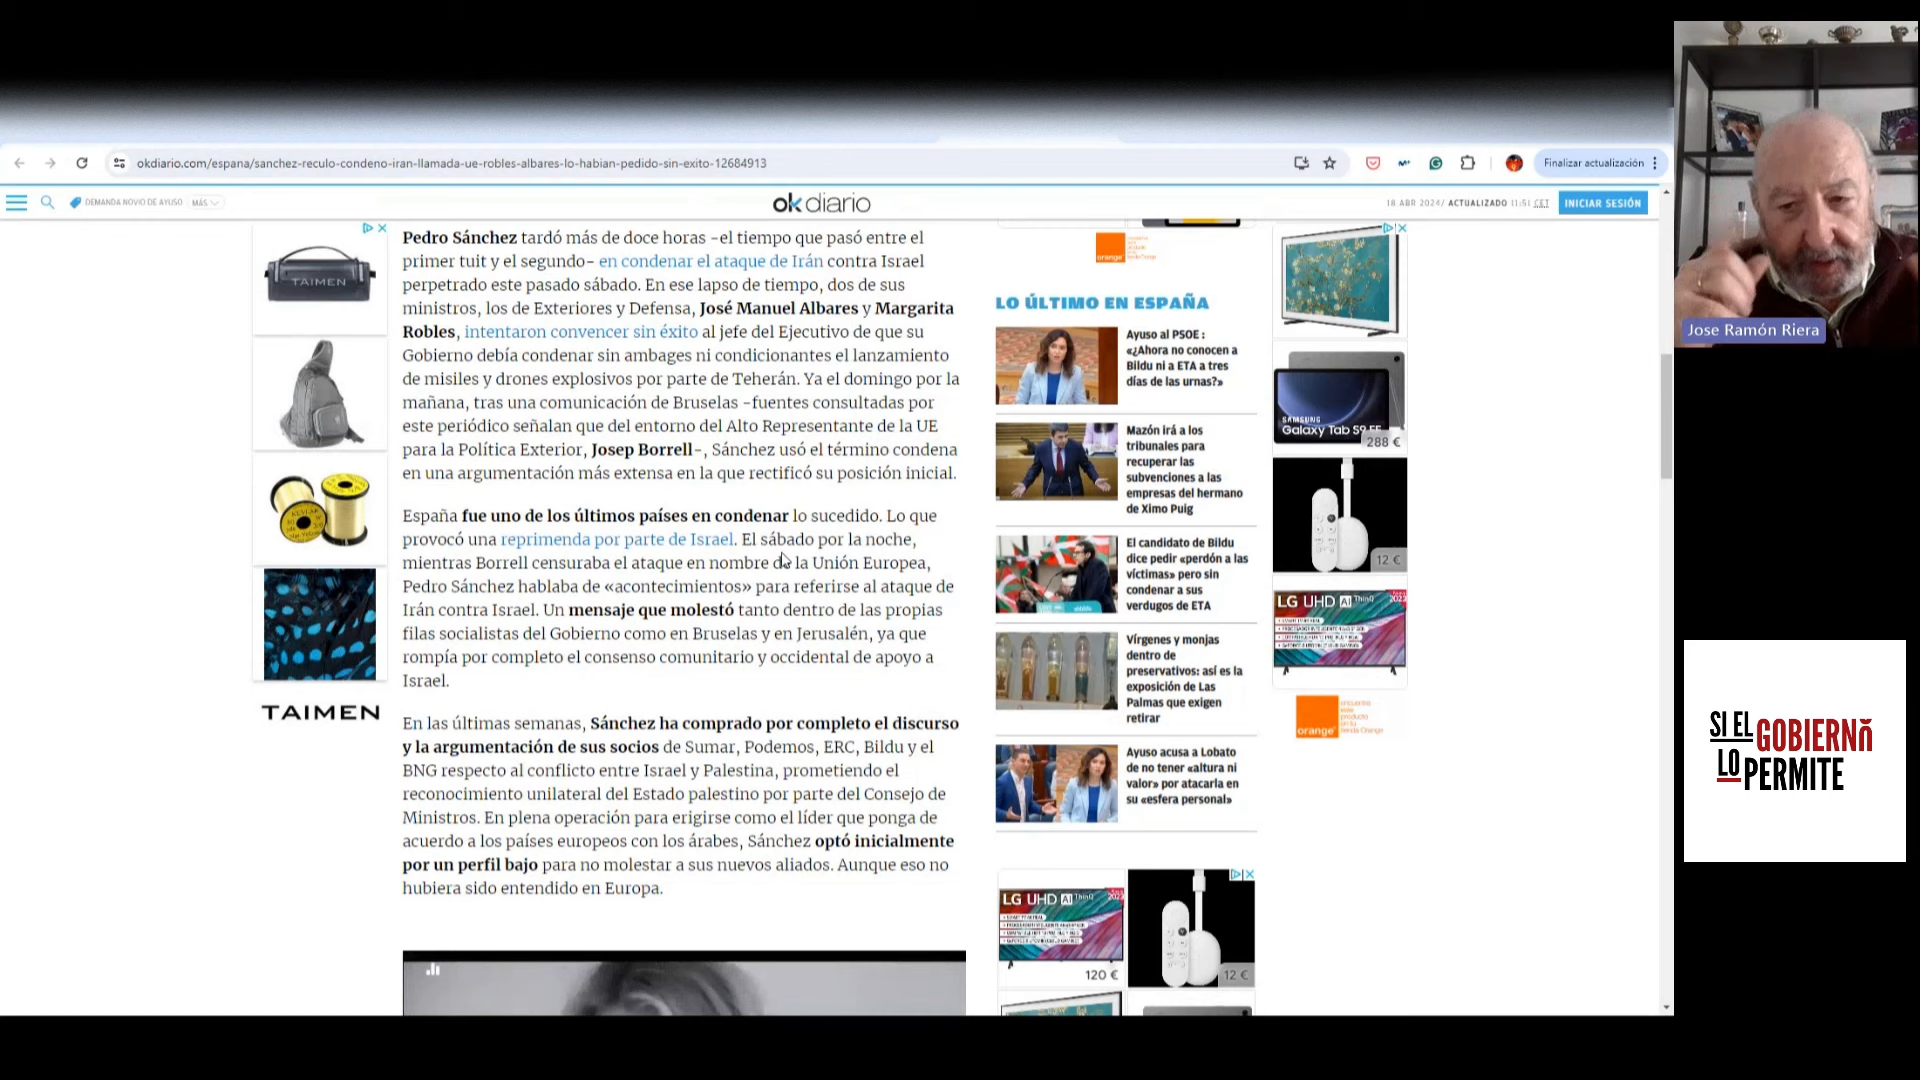 okdiario.com/espana/sanchez-reculo-condeno-iran-llamada-ue-robles-albares-lo-habian-pedido-sin-exito-12684913
Finalizar actualización
DEMANDA NOVIO DE AYUSO
MÁS
okdiario
18 ABR 2024/ ACTUALIZADO 11:51 CET
INICIAR SESIÓN
Pedro Sánchez tardó más de doce horas -el tiempo que pasó entre el
primer tuit y el segundo- en condenar el ataque de Irán contra Israel
perpetrado este pasado sábado. En ese lapso de tiempo, dos de sus
ministros, los de Exteriores y Defensa, José Manuel Albares y Margarita
Robles, intentaron convencer sin éxito al jefe del Ejecutivo de que su
Gobierno debía condenar sin ambages ni condicionantes el lanzamiento
de misiles y drones explosivos por parte de Teherán. Ya el domingo por la
mañana, tras una comunicación de Bruselas -fuentes consultadas por
este periódico señalan que del entorno del Alto Representante de la UE
para la Política Exterior, Josep Borrell-, Sánchez usó el término condena
en una argumentación más extensa en la que rectificó su posición inicial.
España fue uno de los últimos países en condenar lo sucedido. Lo que
provocó una reprimenda por parte de Israel. El sábado por la noche,
mientras Borrell censuraba el ataque en nombre de la Unión Europea,
Pedro Sánchez hablaba de «acontecimientos» para referirse al ataque de
Irán contra Israel. Un mensaje que molestó tanto dentro de las propias
filas socialistas del Gobierno como en Bruselas y en Jerusalén, ya que
rompía por completo el consenso comunitario y occidental de apoyo a
Israel.
En las últimas semanas, Sánchez ha comprado por completo el discurso
y la argumentación de sus socios de Sumar, Podemos, ERC, Bildu y el
BNG respecto al conflicto entre Israel y Palestina, prometiendo el
reconocimiento unilateral del Estado palestino por parte del Consejo de
Ministros. En plena operación para erigirse como el líder que ponga de
acuerdo a los países europeos con los árabes, Sánchez optó inicialmente
por un perfil bajo para no molestar a sus nuevos aliados. Aunque eso no
hubiera sido entendido en Europa.
TAIMEN
TAIMEN
orange
LO ÚLTIMO EN ESPAÑA
Ayuso al PSOE :
«¿Ahora no conocen a
Bildu ni a ETA a tres
días de las urnas?»
Mazón irá a los
tribunales para
recuperar las
subvenciones a las
empresas del hermano
de Ximo Puig
El candidato de Bildu
dice pedir «perdón a las
víctimas» pero sin
condenar a sus
verdugos de ETA
Vírgenes y monjas
dentro de
preservativos: así es la
exposición de Las
Palmas que exigen
retirar
Ayuso acusa a Lobato
de no tener «altura ni
valor» por atacarla en
su «esfera personal»
LG UHD AI ThinQ
120 €
12 €
SAMSUNG
Galaxy Tab S9 FE
288 €
12 €
LG UHD AI ThinQ
orange
Jose Ramón Riera
SI EL GOBIERNO
LO PERMITE